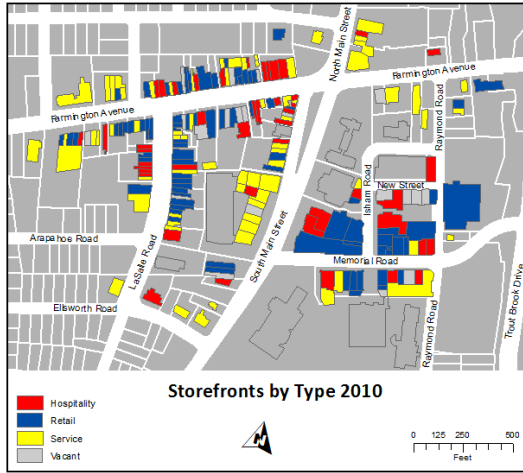 North Main Street
Farmington Avenue
Farmington Avenue
Raymond Road
Isham Road
New Street
Arapahoe Road
LaSalle Road
South Main Street
Memorial Road
Ellsworth Road
Raymond Road
Trout Brook Drive
Storefronts by Type 2010
Hospitality
Retail
Service
Vacant
N
0 125 250 500
Feet